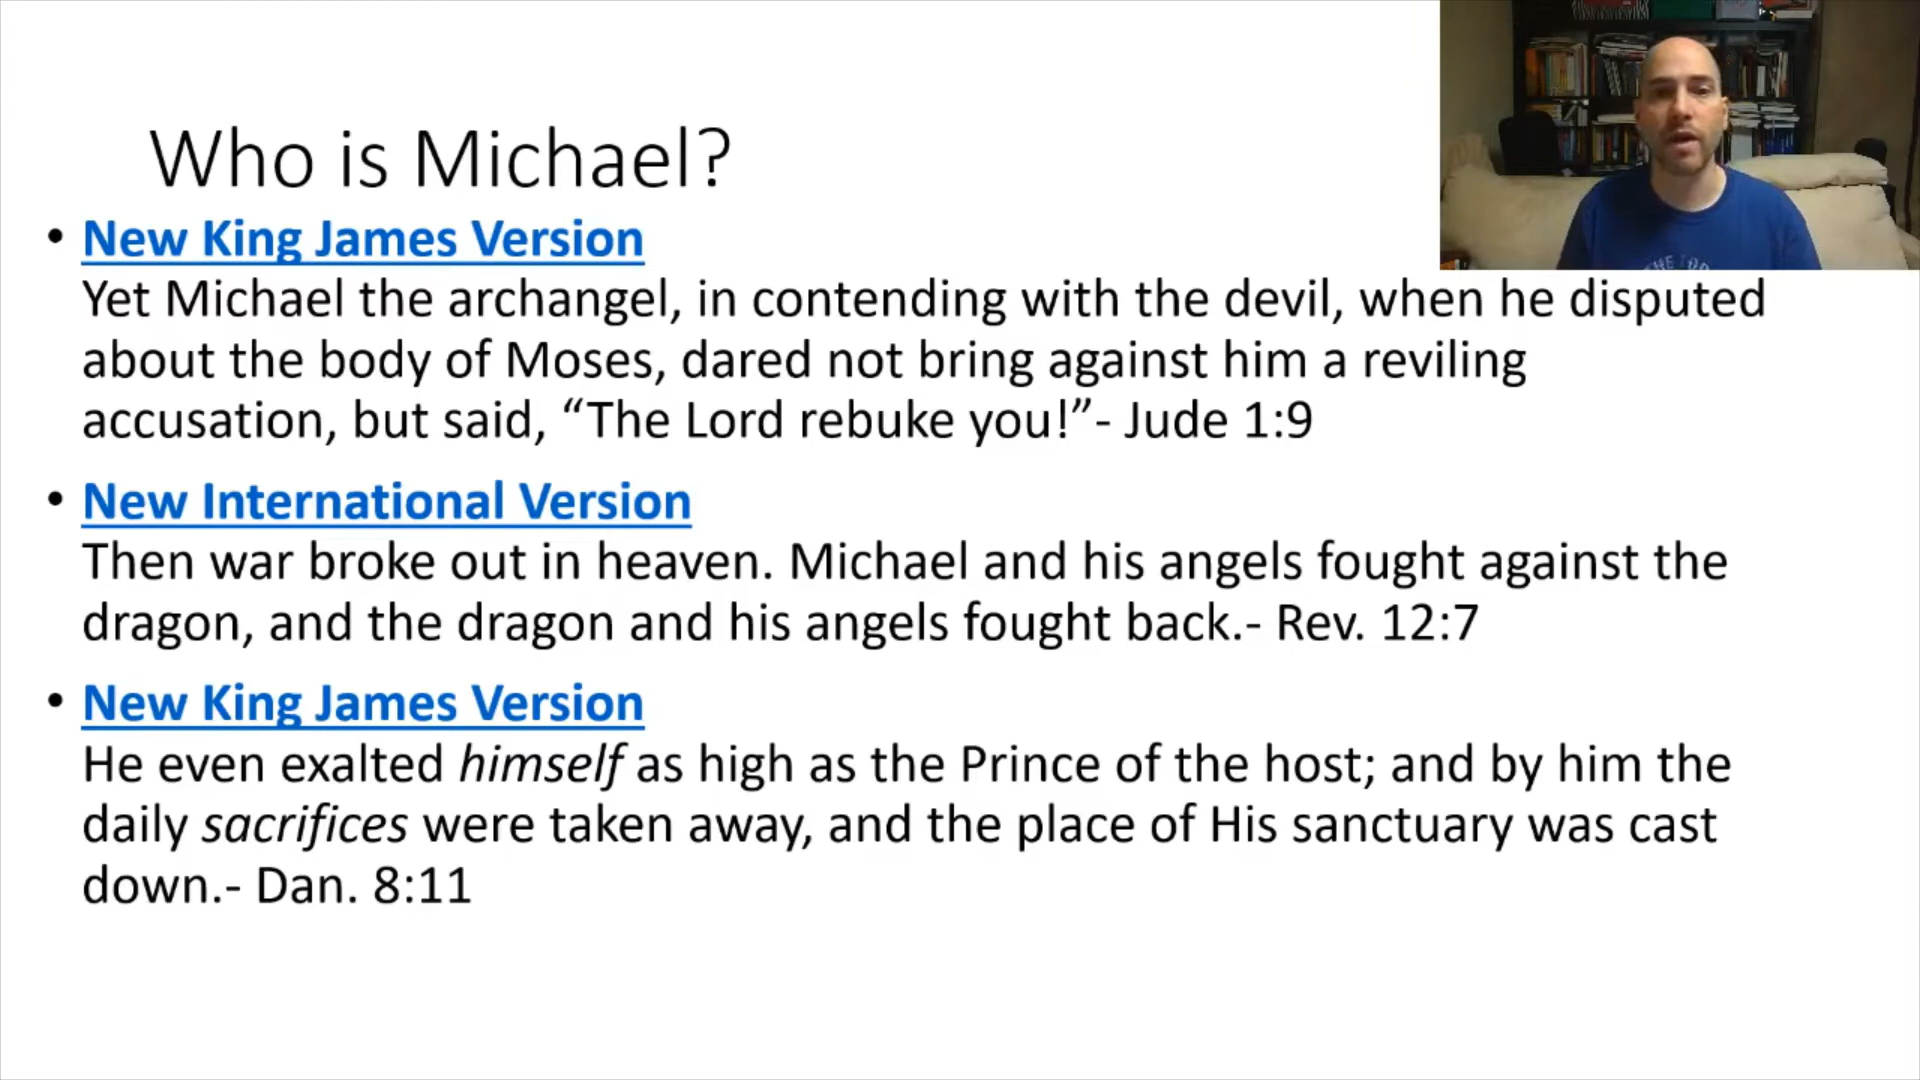 Who is Michael?
• New King James Version
Yet Michael the archangel, in contending with the devil, when he disputed
about the body of Moses, dared not bring against him a reviling
accusation, but said, “The Lord rebuke you!”- Jude 1:9
• New International Version
Then war broke out in heaven. Michael and his angels fought against the
dragon, and the dragon and his angels fought back.- Rev. 12:7
• New King James Version
He even exalted himself as high as the Prince of the host; and by him the
daily sacrifices were taken away, and the place of His sanctuary was cast
down.- Dan. 8:11